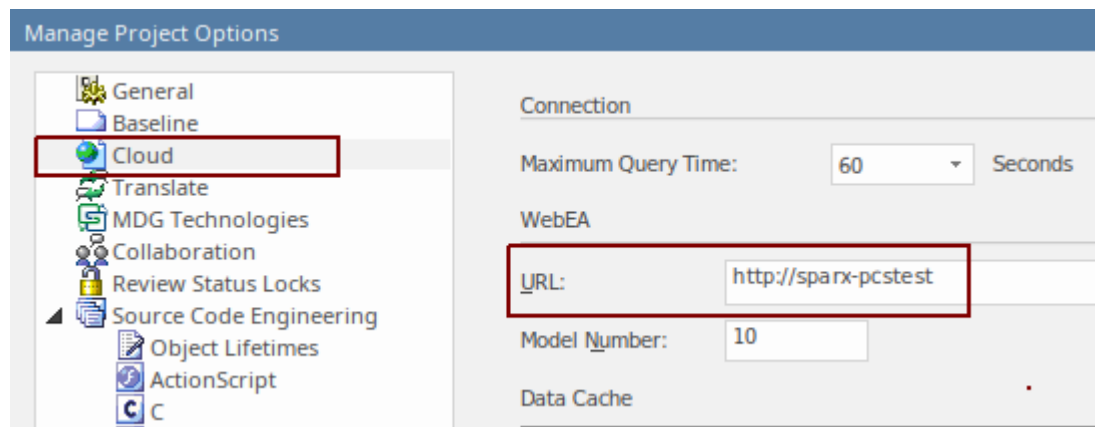 Manage Project Options
General
Baseline
Cloud
Translate
MDG Technologies
Collaboration
Review Status Locks
Source Code Engineering
Object Lifetimes
ActionScript
C
Connection
Maximum Query Time: 60 Seconds
WebEA
URL: http://sparx-pcstest
Model Number: 10
Data Cache